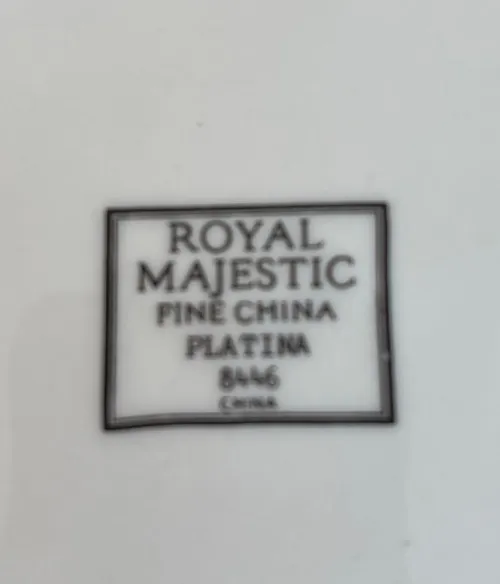 ROYAL
MAJESTIC
FINE CHINA
PLATINA
8446
CHINA